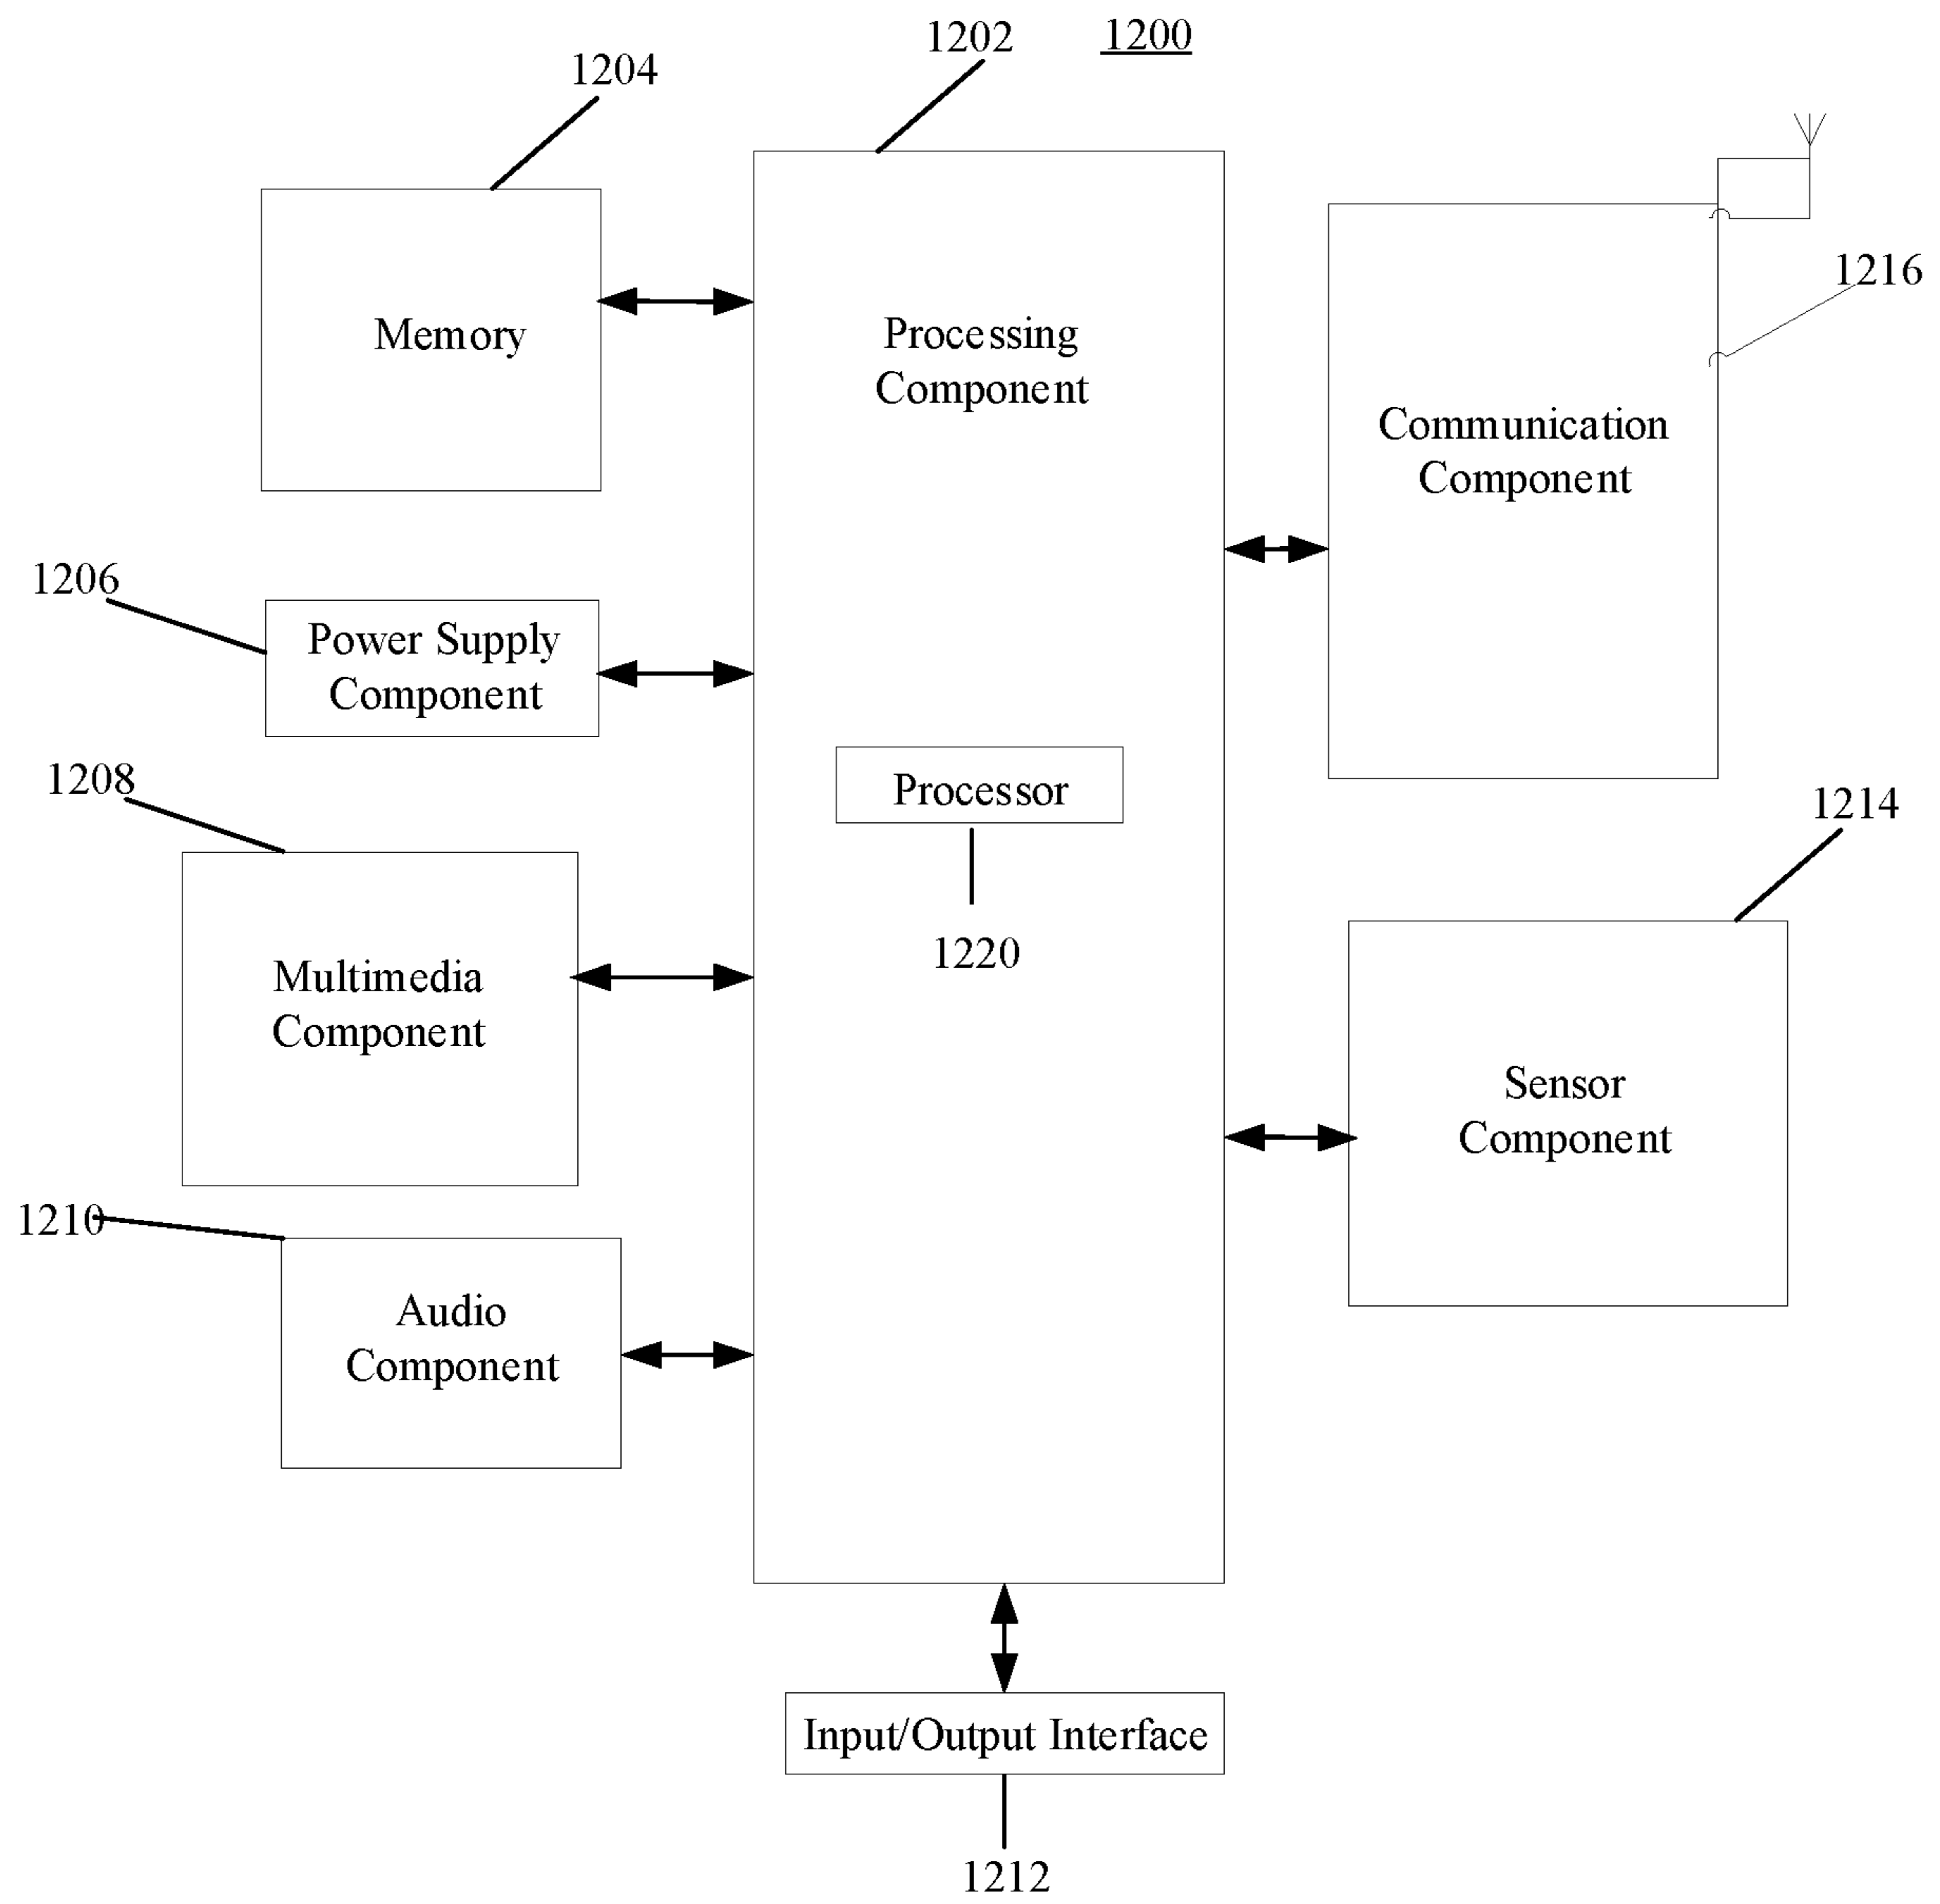 1202
1200
1204
1216
Memory
Processing
Component
Communication
Component
1206
Power Supply
Component
1208
Processor
1214
1220
Multimedia
Component
Sensor
Component
1210
Audio
Component
Input/Output Interface
1212